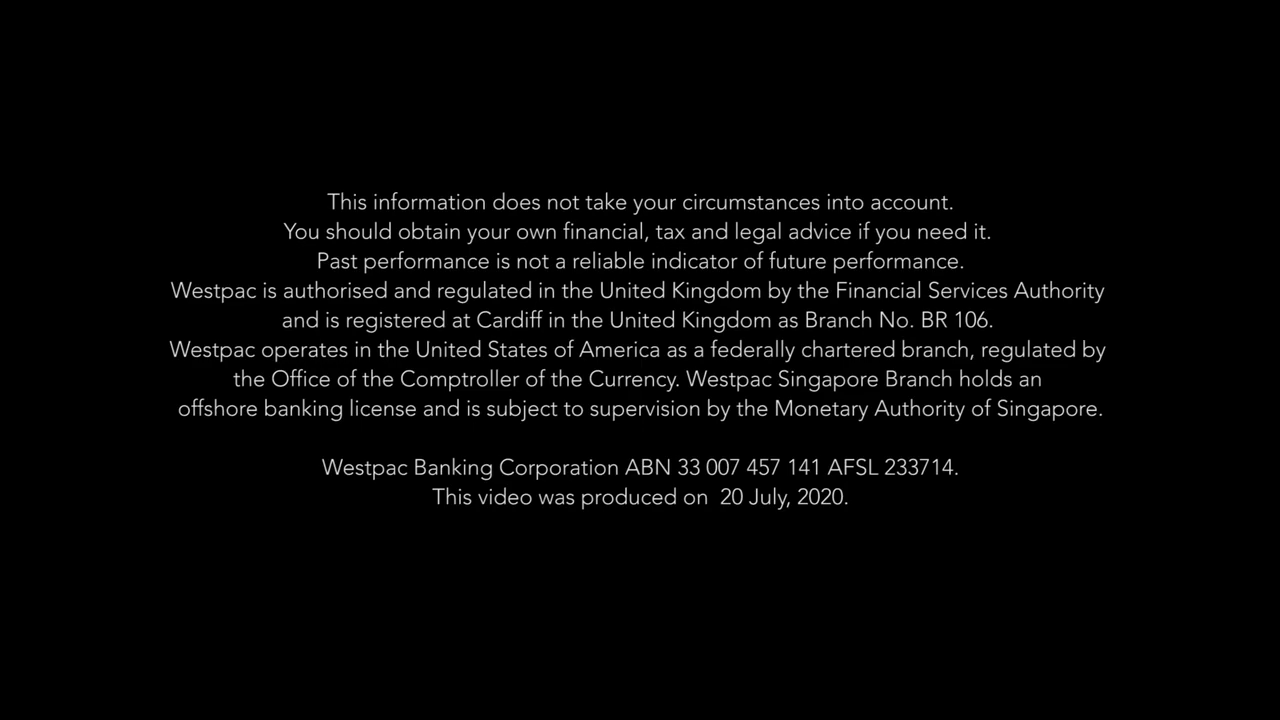 This information does not take your circumstances into account.
You should obtain your own financial, tax and legal advice if you need it.
Past performance is not a reliable indicator of future performance.
Westpac is authorised and regulated in the United Kingdom by the Financial Services Authority
and is registered at Cardiff in the United Kingdom as Branch No. BR 106.
Westpac operates in the United States of America as a federally chartered branch, regulated by
the Office of the Comptroller of the Currency. Westpac Singapore Branch holds an
offshore banking license and is subject to supervision by the Monetary Authority of Singapore.
Westpac Banking Corporation ABN 33 007 457 141 AFSL 233714.
This video was produced on  20 July, 2020.